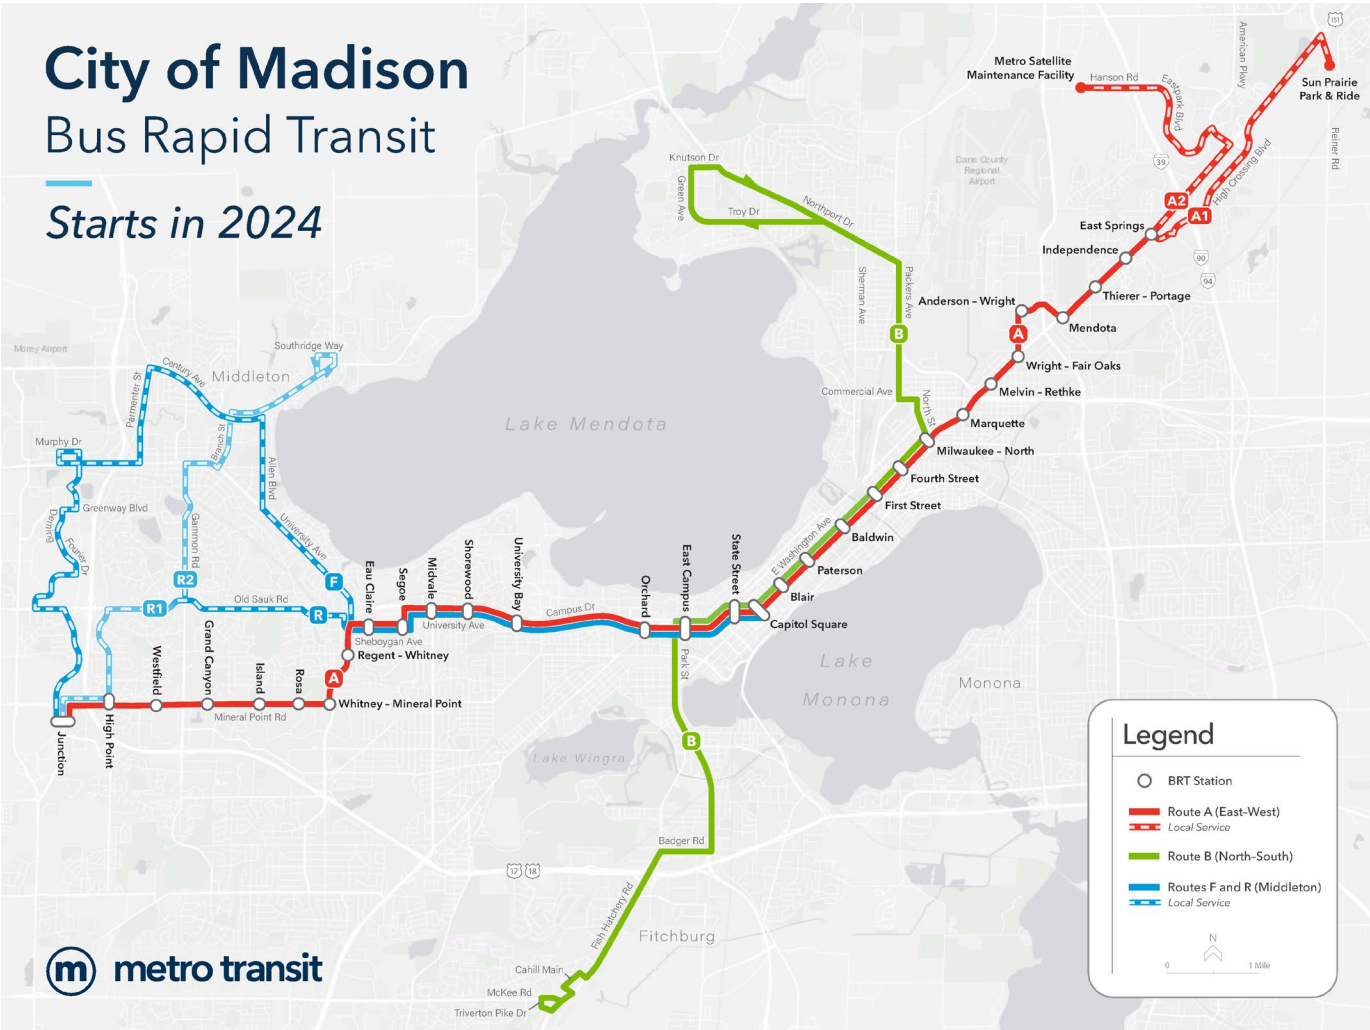 City of Madison
Bus Rapid Transit
Starts in 2024
151
American Pkwy
Metro Satellite
Maintenance Facility
Hanson Rd
Eastpark Blvd
Sun Prairie
Park & Ride
Reiner Rd
39
High Crossing Blvd
Dane County
Regional
Airport
Knutson Dr
Green Ave
Troy Dr
Northport Dr
A2
A1
East Springs
Independence
90
94
Thierer – Portage
Sherman Ave
Packers Ave
Anderson – Wright
Mendota
B
A
Wright – Fair Oaks
Commercial Ave
North St
Melvin – Rethke
Marquette
Milwaukee – North
Fourth Street
First Street
Baldwin
E Washington Ave
Paterson
Blair
Capitol Square
Morey Airport
Southridge Way
Middleton
Century Ave
Parmenter St
Murphy Dr
Branch St
Allen Blvd
Greenway Blvd
Deming
Fourier Dr
Gammon Rd
University Ave
Lake Mendota
R2
F
R1
Old Sauk Rd
R
Eau Claire
Segoe
Midvale
Shorewood
University Bay
Campus Dr
Orchard
East Campus
State Street
University Ave
Sheboygan Ave
Regent – Whitney
A
Whitney – Mineral Point
Westfield
Grand Canyon
Island
Rosa
Mineral Point Rd
Junction
High Point
Park St
Lake
Monona
Monona
B
Lake Wingra
Badger Rd
12 18
Fish Hatchery Rd
Fitchburg
Cahill Main
McKee Rd
Triverton Pike Dr
Legend
BRT Station
Route A (East–West)
Local Service
Route B (North–South)
Routes F and R (Middleton)
Local Service
N
0 1 Mile
m metro transit